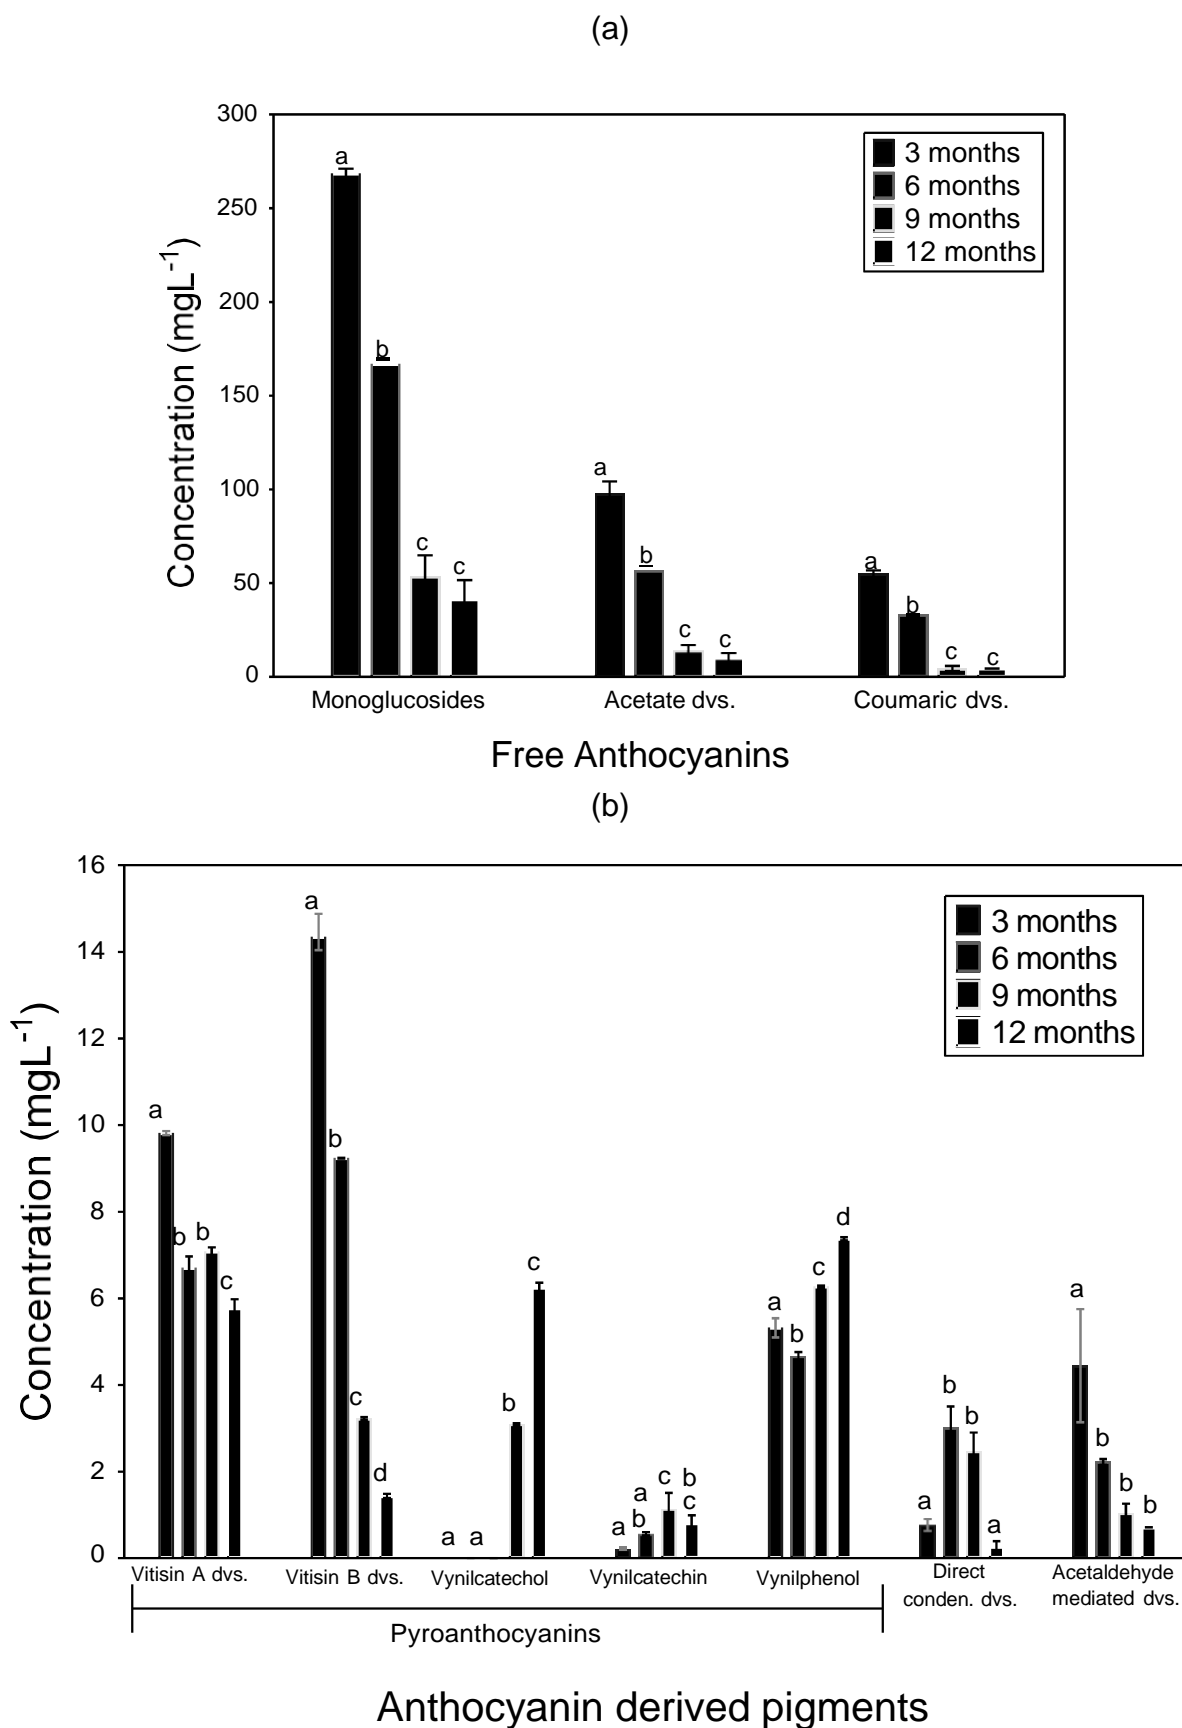 (a)
300
250
200
150
100
50
0
Concentration (mgL-1)
3 months
6 months
9 months
12 months
a
b
c
c
a
b
c
c
a
b
c
c
Monoglucosides Acetate dvs. Coumaric dvs.
Free Anthocyanins
(b)
16
14
12
10
8
6
4
2
0
Concentration (mgL-1)
3 months
6 months
9 months
12 months
a
b
b
c
a
b
c
d
a
a
b
c
a
a
b
c
b
c
a
b
c
d
a
b
b
a
a
b
b
b
Vitisin A dvs. Vitisin B dvs. Vynilcatechol Vynilcatechin Vynilphenol Direct Acetaldehyde
conden. dvs. mediated dvs.
Pyroanthocyanins
Anthocyanin derived pigments